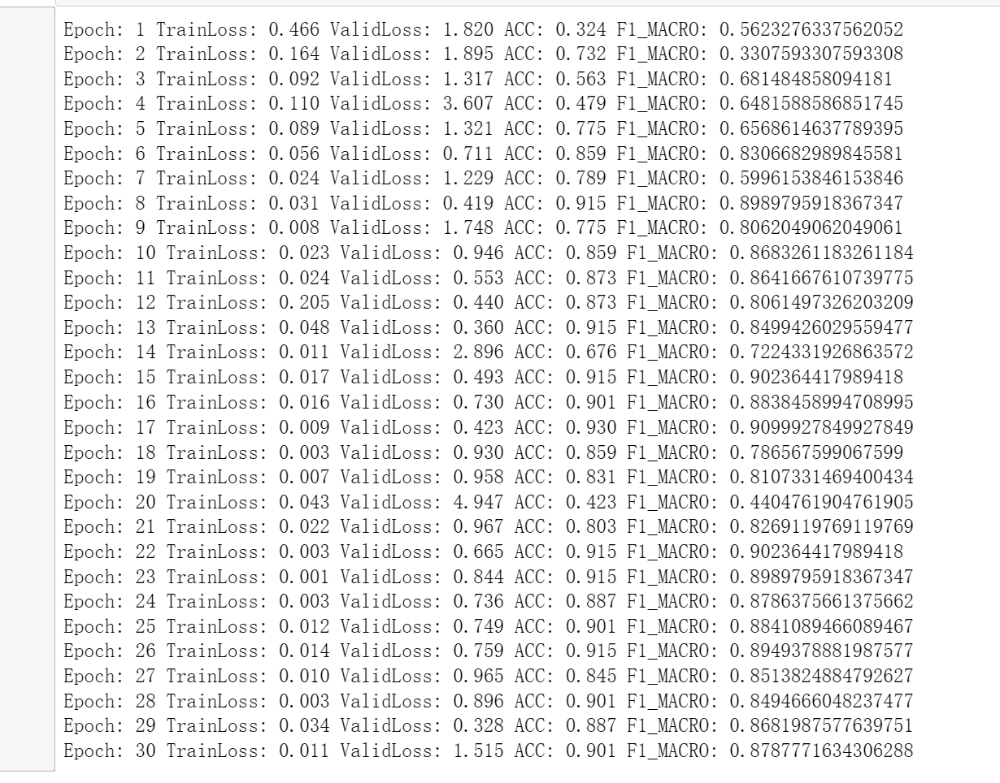 Epoch: 1 TrainLoss: 0.466 ValidLoss: 1.820 ACC: 0.324 F1_MACRO: 0.5623276337562052
Epoch: 2 TrainLoss: 0.164 ValidLoss: 1.895 ACC: 0.732 F1_MACRO: 0.3307593307593308
Epoch: 3 TrainLoss: 0.092 ValidLoss: 1.317 ACC: 0.563 F1_MACRO: 0.681484858094181
Epoch: 4 TrainLoss: 0.110 ValidLoss: 3.607 ACC: 0.479 F1_MACRO: 0.6481588586851745
Epoch: 5 TrainLoss: 0.089 ValidLoss: 1.321 ACC: 0.775 F1_MACRO: 0.6568614637789395
Epoch: 6 TrainLoss: 0.056 ValidLoss: 0.711 ACC: 0.859 F1_MACRO: 0.8306682989845581
Epoch: 7 TrainLoss: 0.024 ValidLoss: 1.229 ACC: 0.789 F1_MACRO: 0.5996153846153846
Epoch: 8 TrainLoss: 0.031 ValidLoss: 0.419 ACC: 0.915 F1_MACRO: 0.8989795918367347
Epoch: 9 TrainLoss: 0.008 ValidLoss: 1.748 ACC: 0.775 F1_MACRO: 0.8062049062049061
Epoch: 10 TrainLoss: 0.023 ValidLoss: 0.946 ACC: 0.859 F1_MACRO: 0.8683261183261184
Epoch: 11 TrainLoss: 0.024 ValidLoss: 0.553 ACC: 0.873 F1_MACRO: 0.8641667610739775
Epoch: 12 TrainLoss: 0.205 ValidLoss: 0.440 ACC: 0.873 F1_MACRO: 0.8061497326203209
Epoch: 13 TrainLoss: 0.048 ValidLoss: 0.360 ACC: 0.915 F1_MACRO: 0.8499426029559477
Epoch: 14 TrainLoss: 0.011 ValidLoss: 2.896 ACC: 0.676 F1_MACRO: 0.7224331926863572
Epoch: 15 TrainLoss: 0.017 ValidLoss: 0.493 ACC: 0.915 F1_MACRO: 0.902364417989418
Epoch: 16 TrainLoss: 0.016 ValidLoss: 0.730 ACC: 0.901 F1_MACRO: 0.8838458994708995
Epoch: 17 TrainLoss: 0.009 ValidLoss: 0.423 ACC: 0.930 F1_MACRO: 0.9099927849927849
Epoch: 18 TrainLoss: 0.003 ValidLoss: 0.930 ACC: 0.859 F1_MACRO: 0.786567599067599
Epoch: 19 TrainLoss: 0.007 ValidLoss: 0.958 ACC: 0.831 F1_MACRO: 0.8107331469400434
Epoch: 20 TrainLoss: 0.043 ValidLoss: 4.947 ACC: 0.423 F1_MACRO: 0.4404761904761905
Epoch: 21 TrainLoss: 0.022 ValidLoss: 0.967 ACC: 0.803 F1_MACRO: 0.8269119769119769
Epoch: 22 TrainLoss: 0.003 ValidLoss: 0.665 ACC: 0.915 F1_MACRO: 0.902364417989418
Epoch: 23 TrainLoss: 0.001 ValidLoss: 0.844 ACC: 0.915 F1_MACRO: 0.8989795918367347
Epoch: 24 TrainLoss: 0.003 ValidLoss: 0.736 ACC: 0.887 F1_MACRO: 0.8786375661375662
Epoch: 25 TrainLoss: 0.012 ValidLoss: 0.749 ACC: 0.901 F1_MACRO: 0.8841089466089467
Epoch: 26 TrainLoss: 0.014 ValidLoss: 0.759 ACC: 0.915 F1_MACRO: 0.8949378881987577
Epoch: 27 TrainLoss: 0.010 ValidLoss: 0.965 ACC: 0.845 F1_MACRO: 0.8513824884792627
Epoch: 28 TrainLoss: 0.003 ValidLoss: 0.896 ACC: 0.901 F1_MACRO: 0.8494666048237477
Epoch: 29 TrainLoss: 0.034 ValidLoss: 0.328 ACC: 0.887 F1_MACRO: 0.8681987577639751
Epoch: 30 TrainLoss: 0.011 ValidLoss: 1.515 ACC: 0.901 F1_MACRO: 0.8787771634306288